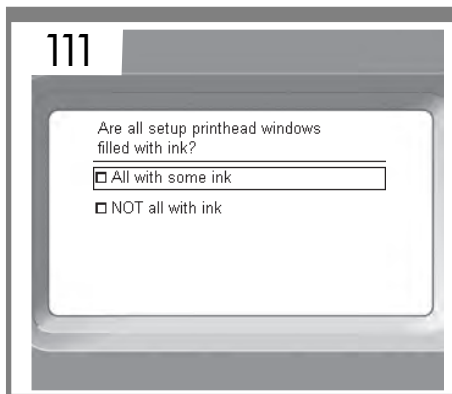 111
Are all setup printhead windows
filled with ink?
All with some ink
NOT all with ink